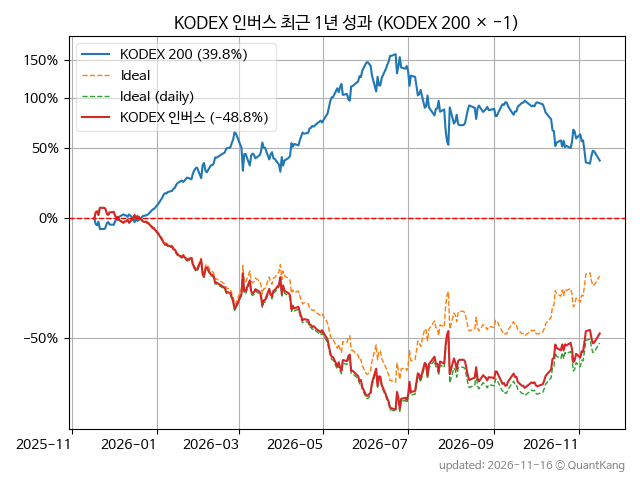 KODEX 인버스 최근 1년 성과 (KODEX 200 × −1)
KODEX 200 (39.8%)
Ideal
Ideal (daily)
KODEX 인버스 (−48.8%)
150%
100%
50%
0%
−50%
2025-11
2026-01
2026-03
2026-05
2026-07
2026-09
2026-11
updated: 2026-11-16 © QuantKang